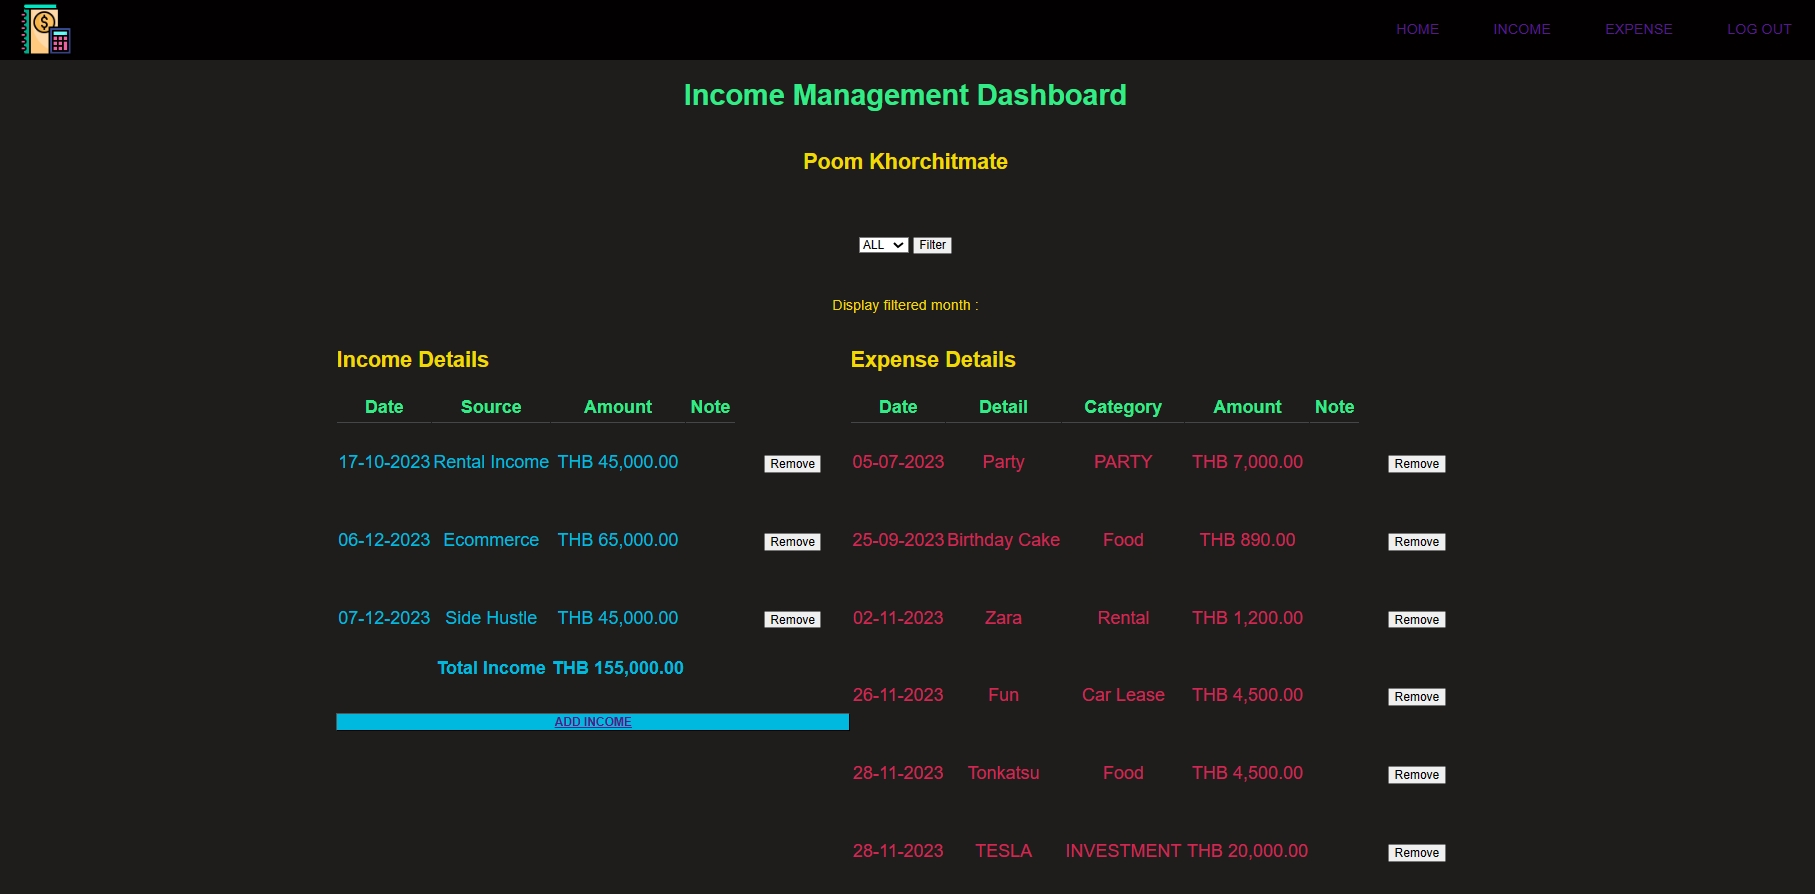 $
HOME INCOME EXPENSE LOG OUT
Income Management Dashboard
Poom Khorchitmate
ALL Filter
Display filtered month :
Income Details
Date Source Amount Note
17-10-2023 Rental Income THB 45,000.00 Remove
06-12-2023 Ecommerce THB 65,000.00 Remove
07-12-2023 Side Hustle THB 45,000.00 Remove
Total Income THB 155,000.00
ADD INCOME
Expense Details
Date Detail Category Amount Note
05-07-2023 Party PARTY THB 7,000.00 Remove
25-09-2023 Birthday Cake Food THB 890.00 Remove
02-11-2023 Zara Rental THB 1,200.00 Remove
26-11-2023 Fun Car Lease THB 4,500.00 Remove
28-11-2023 Tonkatsu Food THB 4,500.00 Remove
28-11-2023 TESLA INVESTMENT THB 20,000.00 Remove